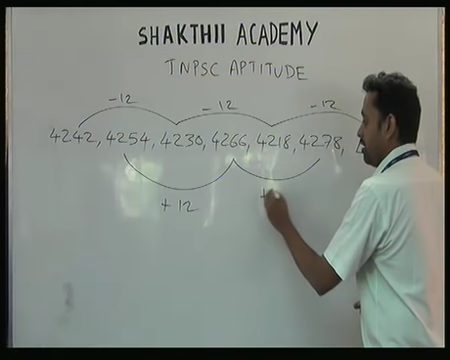 SHAKTHII ACADEMY
TNPSC APTITUDE
-12 -12 -12
4242, 4254, 4230, 4266, 4218, 4278,
+ 12